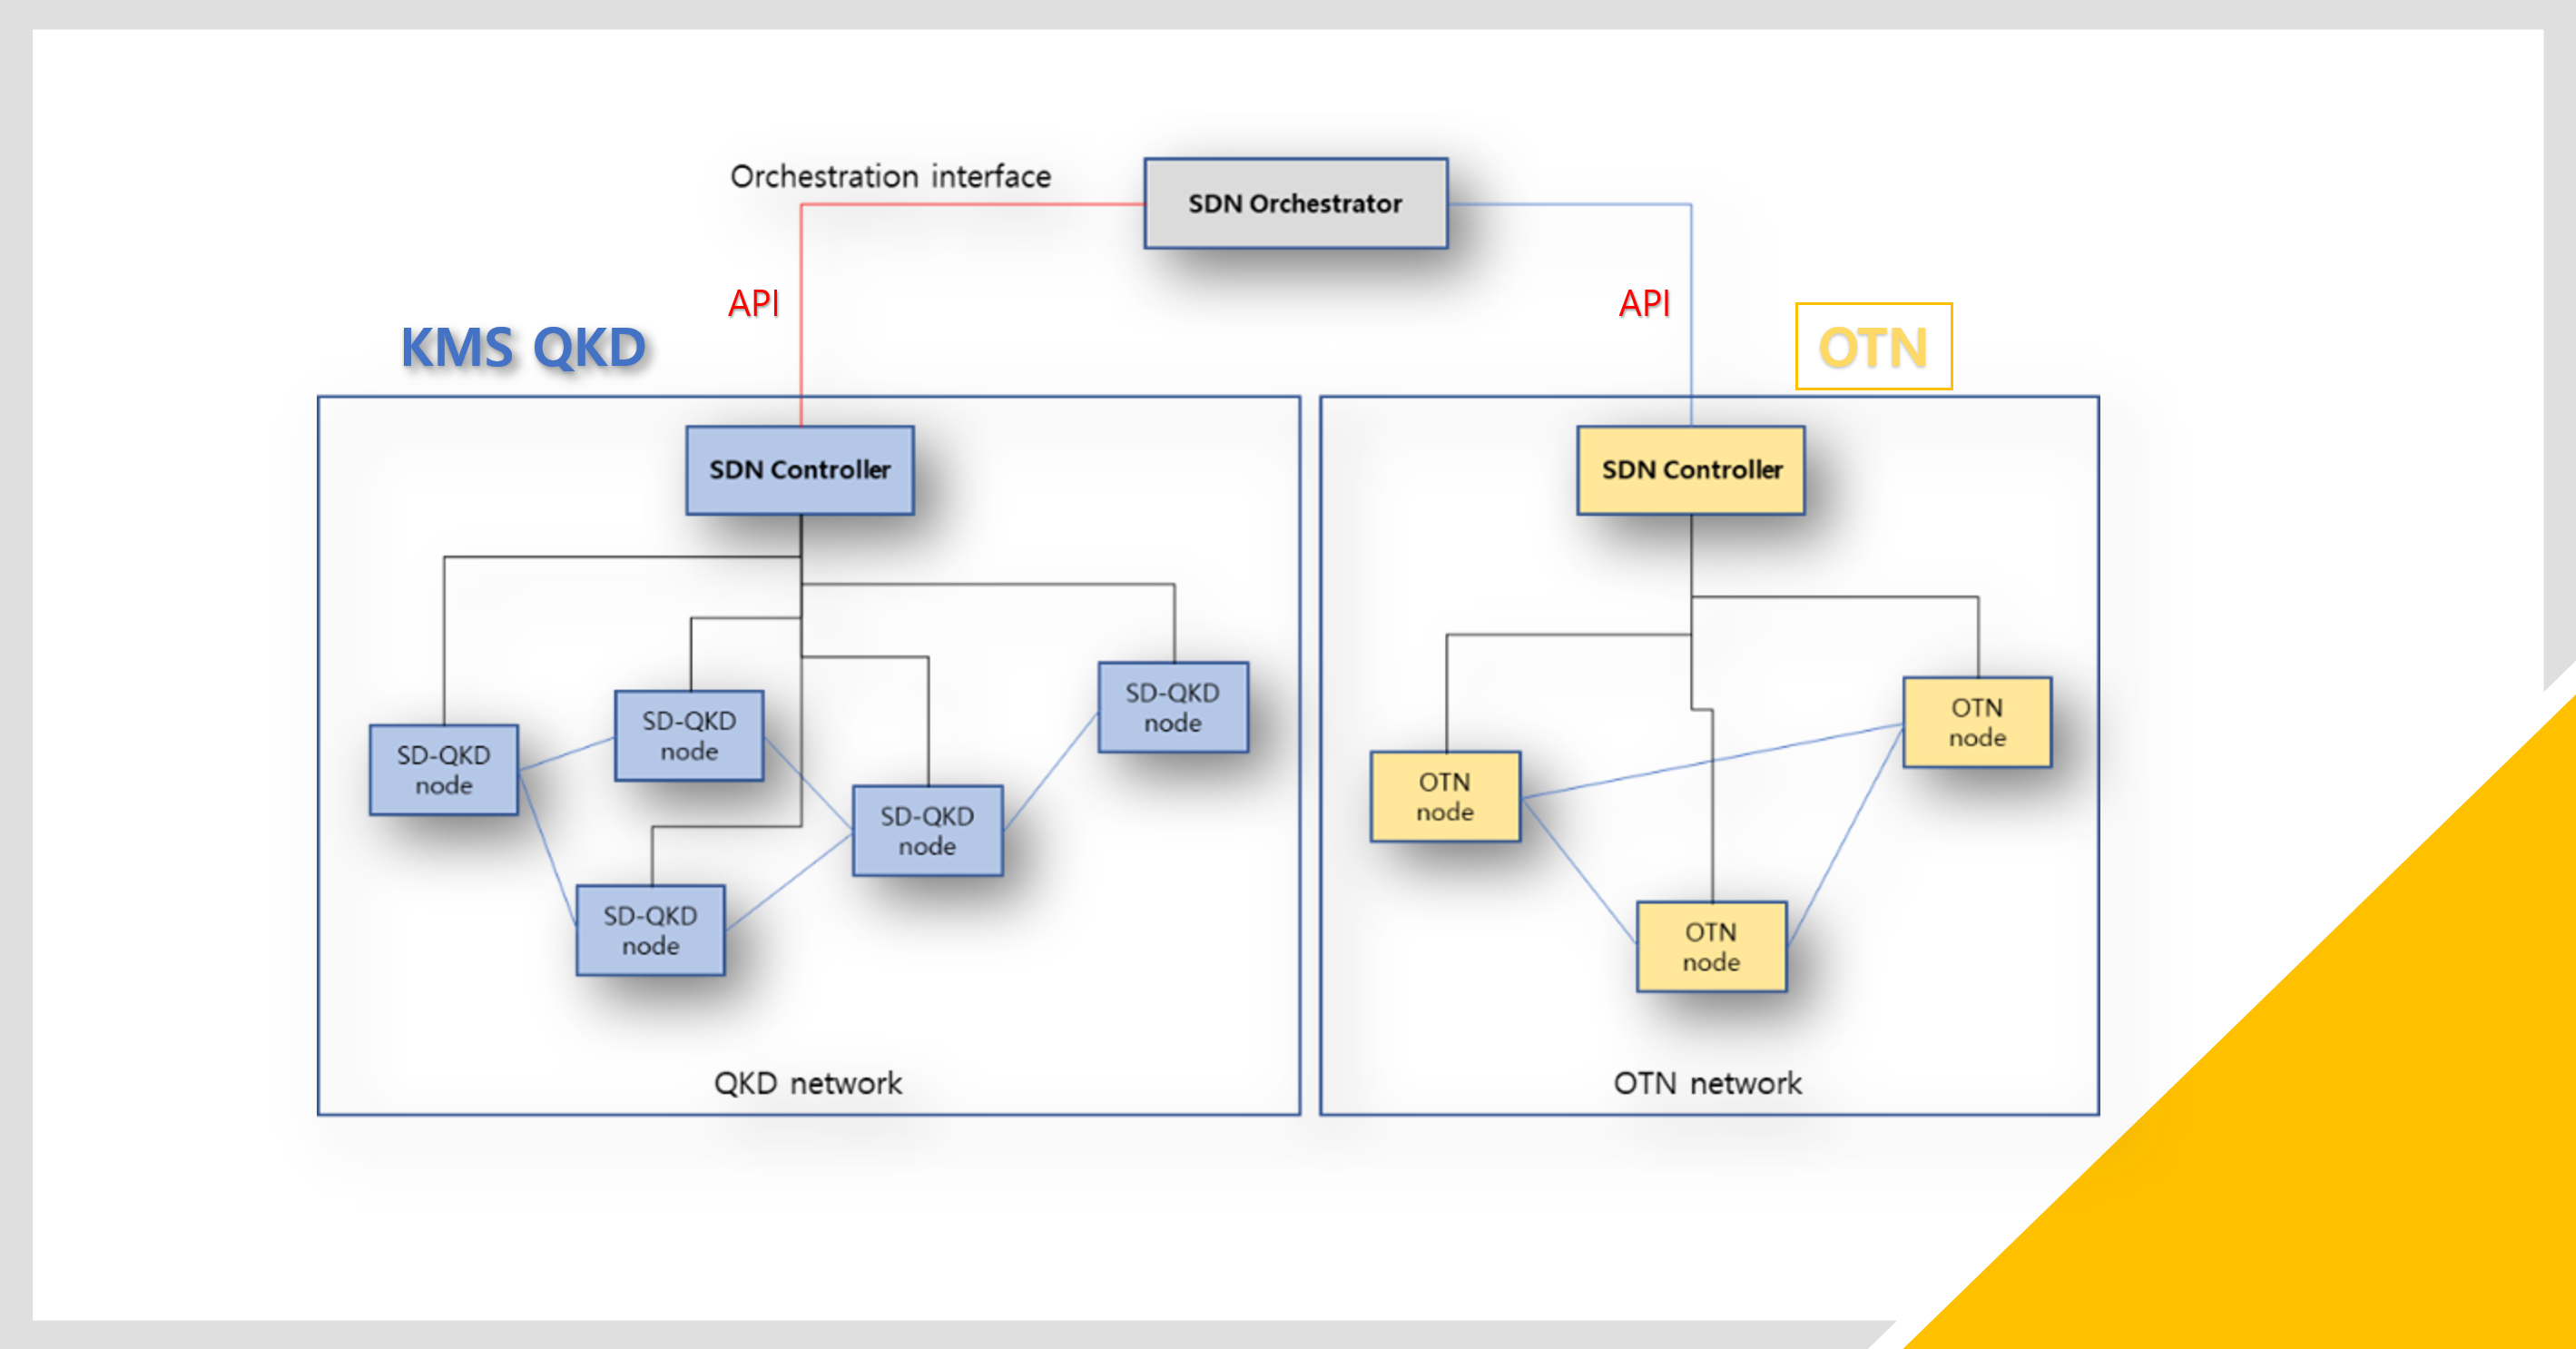 Orchestration interface
SDN Orchestrator
API
API
KMS QKD
OTN
SDN Controller
SDN Controller
SD-QKD
node
SD-QKD
node
SD-QKD
node
SD-QKD
node
SD-QKD
node
OTN
node
OTN
node
OTN
node
QKD network
OTN network